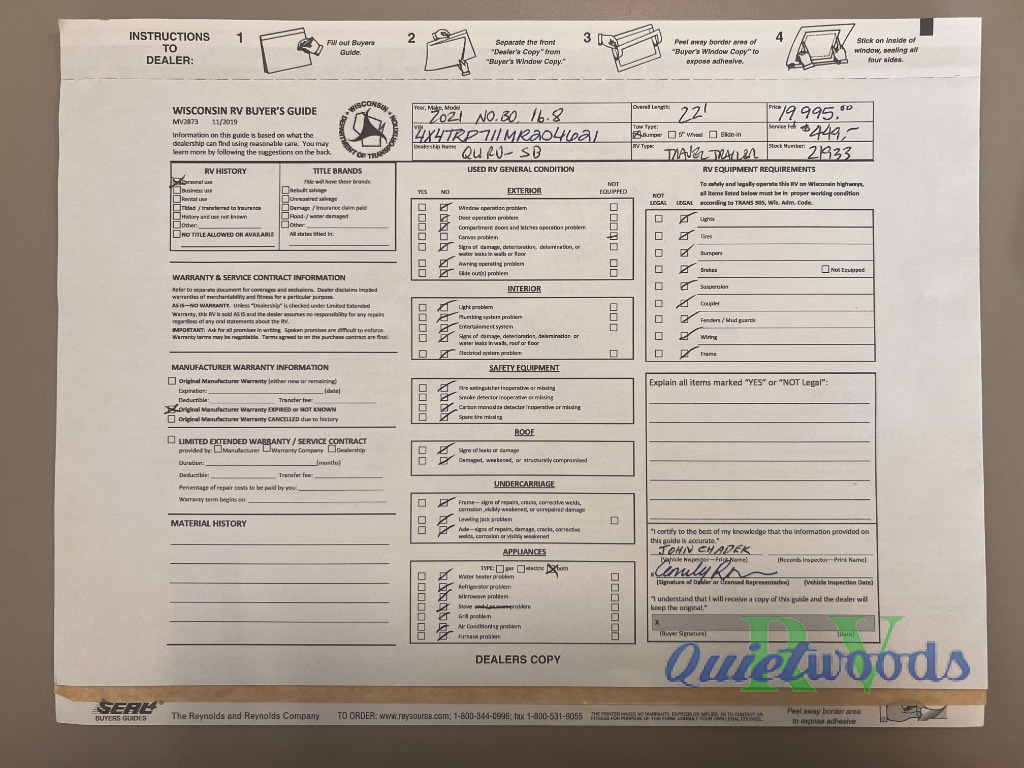 INSTRUCTIONS TO DEALER:
1 Fill out Buyers Guide.
2 Separate the front "Dealer's Copy" from "Buyer's Window Copy."
3 Peel away border area of "Buyer's Window Copy" to expose adhesive.
4 Stick on inside of window, sealing all four sides.
WISCONSIN RV BUYER'S GUIDE
MV2873 11/2019
Information on this guide is based on what the
dealership can find using reasonable care. You may
learn more by following the suggestions on the back.
WISCONSIN DEPARTMENT OF TRANSPORTATION
Year, Make, Model
2021 NO.BO. 16.8
Overall Length: 22'
Price
19,995.00
VIN
4X4TRP711MR204621
Tow Type:
Bumper 5th Wheel Slide-in
Service Fee $449,-
Dealership Name
QURV- SB
RV Type: TRAVEL TRAILER
Stock Number: 21933
RV HISTORY
Personal use
Business use
Rental use
Titled / transferred to insurance
History and use not known
Other:
NO TITLE ALLOWED OR AVAILABLE
TITLE BRANDS
Title will have these brands:
Rebuilt salvage
Unrepaired salvage
Damage / insurance claim paid
Flood / water damaged
Other:
All states titled in:
WARRANTY & SERVICE CONTRACT INFORMATION
Refer to separate document for coverages and exclusions. Dealer disclaims implied
warranties of merchantability and fitness for a particular purpose.
AS IS—NO WARRANTY. Unless "Dealership" is checked under Limited Extended
Warranty, this RV is sold AS IS and the dealer assumes no responsibility for any repairs
regardless of any oral statements about the RV.
IMPORTANT: Ask for all promises in writing. Spoken promises are difficult to enforce.
Warranty terms may be negotiable. Terms agreed to on the purchase contract are final.
MANUFACTURER WARRANTY INFORMATION
Original Manufacturer Warranty (either new or remaining)
Expiration: (date)
Deductible: Transfer fee:
Original Manufacturer Warranty EXPIRED OR NOT KNOWN
Original Manufacturer Warranty CANCELLED due to history
LIMITED EXTENDED WARRANTY / SERVICE CONTRACT
provided by: Manufacturer Warranty Company Dealership
Duration: (months)
Deductible: Transfer fee:
Percentage of repair costs to be paid by you:
Warranty term begins on:
MATERIAL HISTORY
USED RV GENERAL CONDITION
YES NO EXTERIOR NOT EQUIPPED
Window operation problem
Door operation problem
Compartment doors and latches operation problem
Canvas problem
Signs of damage, deterioration, delamination, or
water leaks in walls or floor
Awning operating problem
Slide out(s) problem
INTERIOR
Light problem
Plumbing system problem
Entertainment system
Signs of damage, deterioration, delamination or
water leaks in walls, roof or floor
Electrical system problem
SAFETY EQUIPMENT
Fire extinguisher inoperative or missing
Smoke detector inoperative or missing
Carbon monoxide detector inoperative or missing
Spare tire missing
ROOF
Signs of leaks or damage
Damaged, weakened, or structurally compromised
UNDERCARRIAGE
Frame— signs of repairs, cracks, corrective welds,
corrosion ,visibly weakened, or unrepaired damage
Leveling jack problem
Axle—signs of repairs, damage, cracks, corrective
welds, corrosion or visibly weakened
APPLIANCES
TYPE: gas electric both
Water heater problem
Refrigerator problem
Microwave problem
Stove and / or oven problem
Grill problem
Air Conditioning problem
Furnace problem
DEALERS COPY
RV EQUIPMENT REQUIREMENTS
To safely and legally operate this RV on Wisconsin highways,
all items listed below must be in proper working condition
according to TRANS 305, Wis. Adm. Code.
NOT LEGAL LEGAL
Lights
Tires
Bumpers
Brakes Not Equipped
Suspension
Coupler
Fenders / Mud guards
Wiring
Frame
Explain all items marked "YES" or "NOT Legal":
"I certify to the best of my knowledge that the information provided on
this guide is accurate."
JOHN CHADEK
(Vehicle Inspector—Print Name) (Records Inspector—Print Name)
X
(Signature of Dealer or Licensed Representative) (Vehicle Inspection Date)
"I understand that I will receive a copy of this guide and the dealer will
keep the original."
X
(Buyer Signature) (Date)
Quietwoods RV
SEAL
BUYERS GUIDES
The Reynolds and Reynolds Company TO ORDER: www.reysource.com; 1-800-344-0996; fax 1-800-531-9055
THE PRINTER MAKES NO WARRANTY, EXPRESS OR IMPLIED, AS TO CONTENT OR
FITNESS FOR PURPOSE OF THIS FORM. CONSULT YOUR OWN LEGAL COUNSEL.
Peel away border area
to expose adhesive